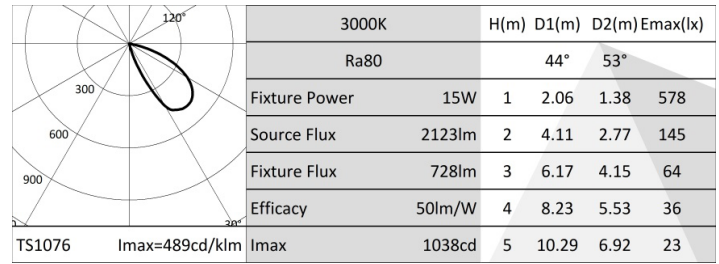 120°
300
600
900
30°
TS1076 Imax=489cd/klm
3000K
Ra80
Fixture Power 15W
Source Flux 2123lm
Fixture Flux 728lm
Efficacy 50lm/W
Imax 1038cd
H(m) D1(m) D2(m) Emax(lx)
44° 53°
1 2.06 1.38 578
2 4.11 2.77 145
3 6.17 4.15 64
4 8.23 5.53 36
5 10.29 6.92 23